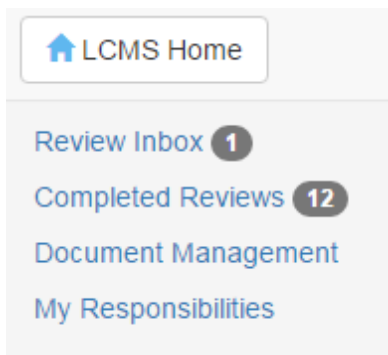 LCMS Home
Review Inbox 1
Completed Reviews 12
Document Management
My Responsibilities